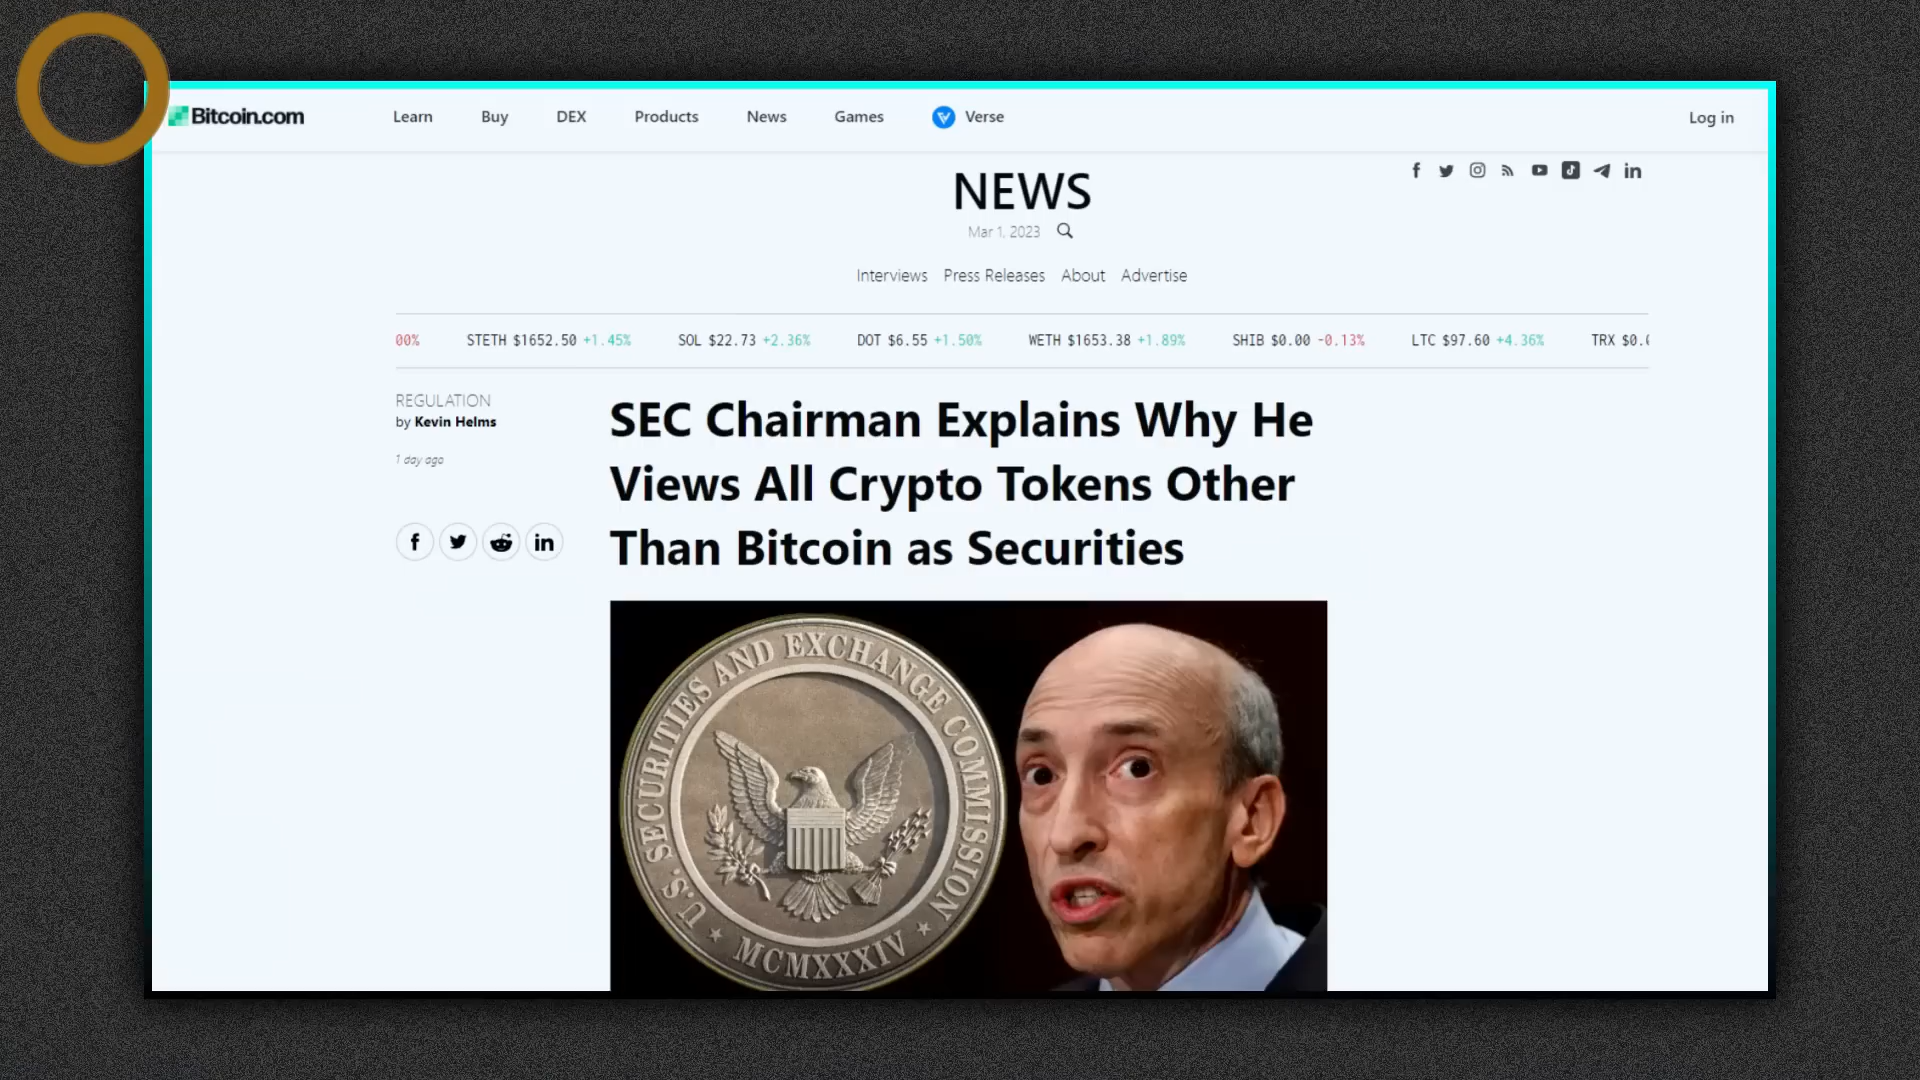 Bitcoin.com Learn Buy DEX Products News Games Verse Log in
NEWS
Mar 1, 2023
Interviews Press Releases About Advertise
00% STETH $1652.50 +1.45% SOL $22.73 +2.36% DOT $6.55 +1.50% WETH $1653.38 +1.89% SHIB $0.00 -0.13% LTC $97.60 +4.36% TRX $0.
REGULATION
by Kevin Helms
1 day ago
SEC Chairman Explains Why He
Views All Crypto Tokens Other
Than Bitcoin as Securities
U.S. SECURITIES AND EXCHANGE COMMISSION
MCMXXXIV